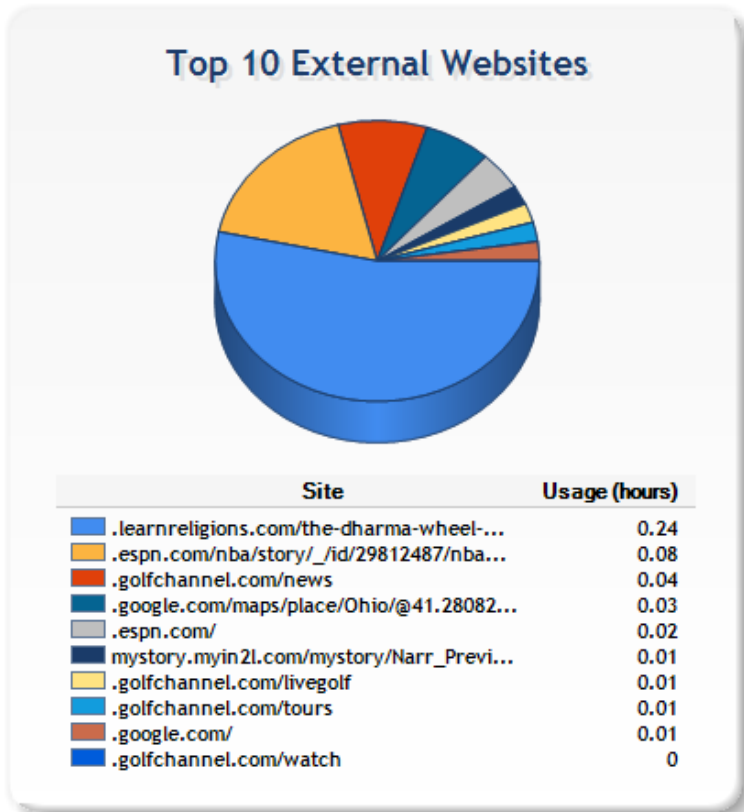 Top 10 External Websites
Site Usage (hours)
.learnreligions.com/the-dharma-wheel-... 0.24
.espn.com/nba/story/_/id/29812487/nba... 0.08
.golfchannel.com/news 0.04
.google.com/maps/place/Ohio/@41.28082... 0.03
.espn.com/ 0.02
mystory.myin2l.com/mystory/Narr_Previ... 0.01
.golfchannel.com/livegolf 0.01
.golfchannel.com/tours 0.01
.google.com/ 0.01
.golfchannel.com/watch 0